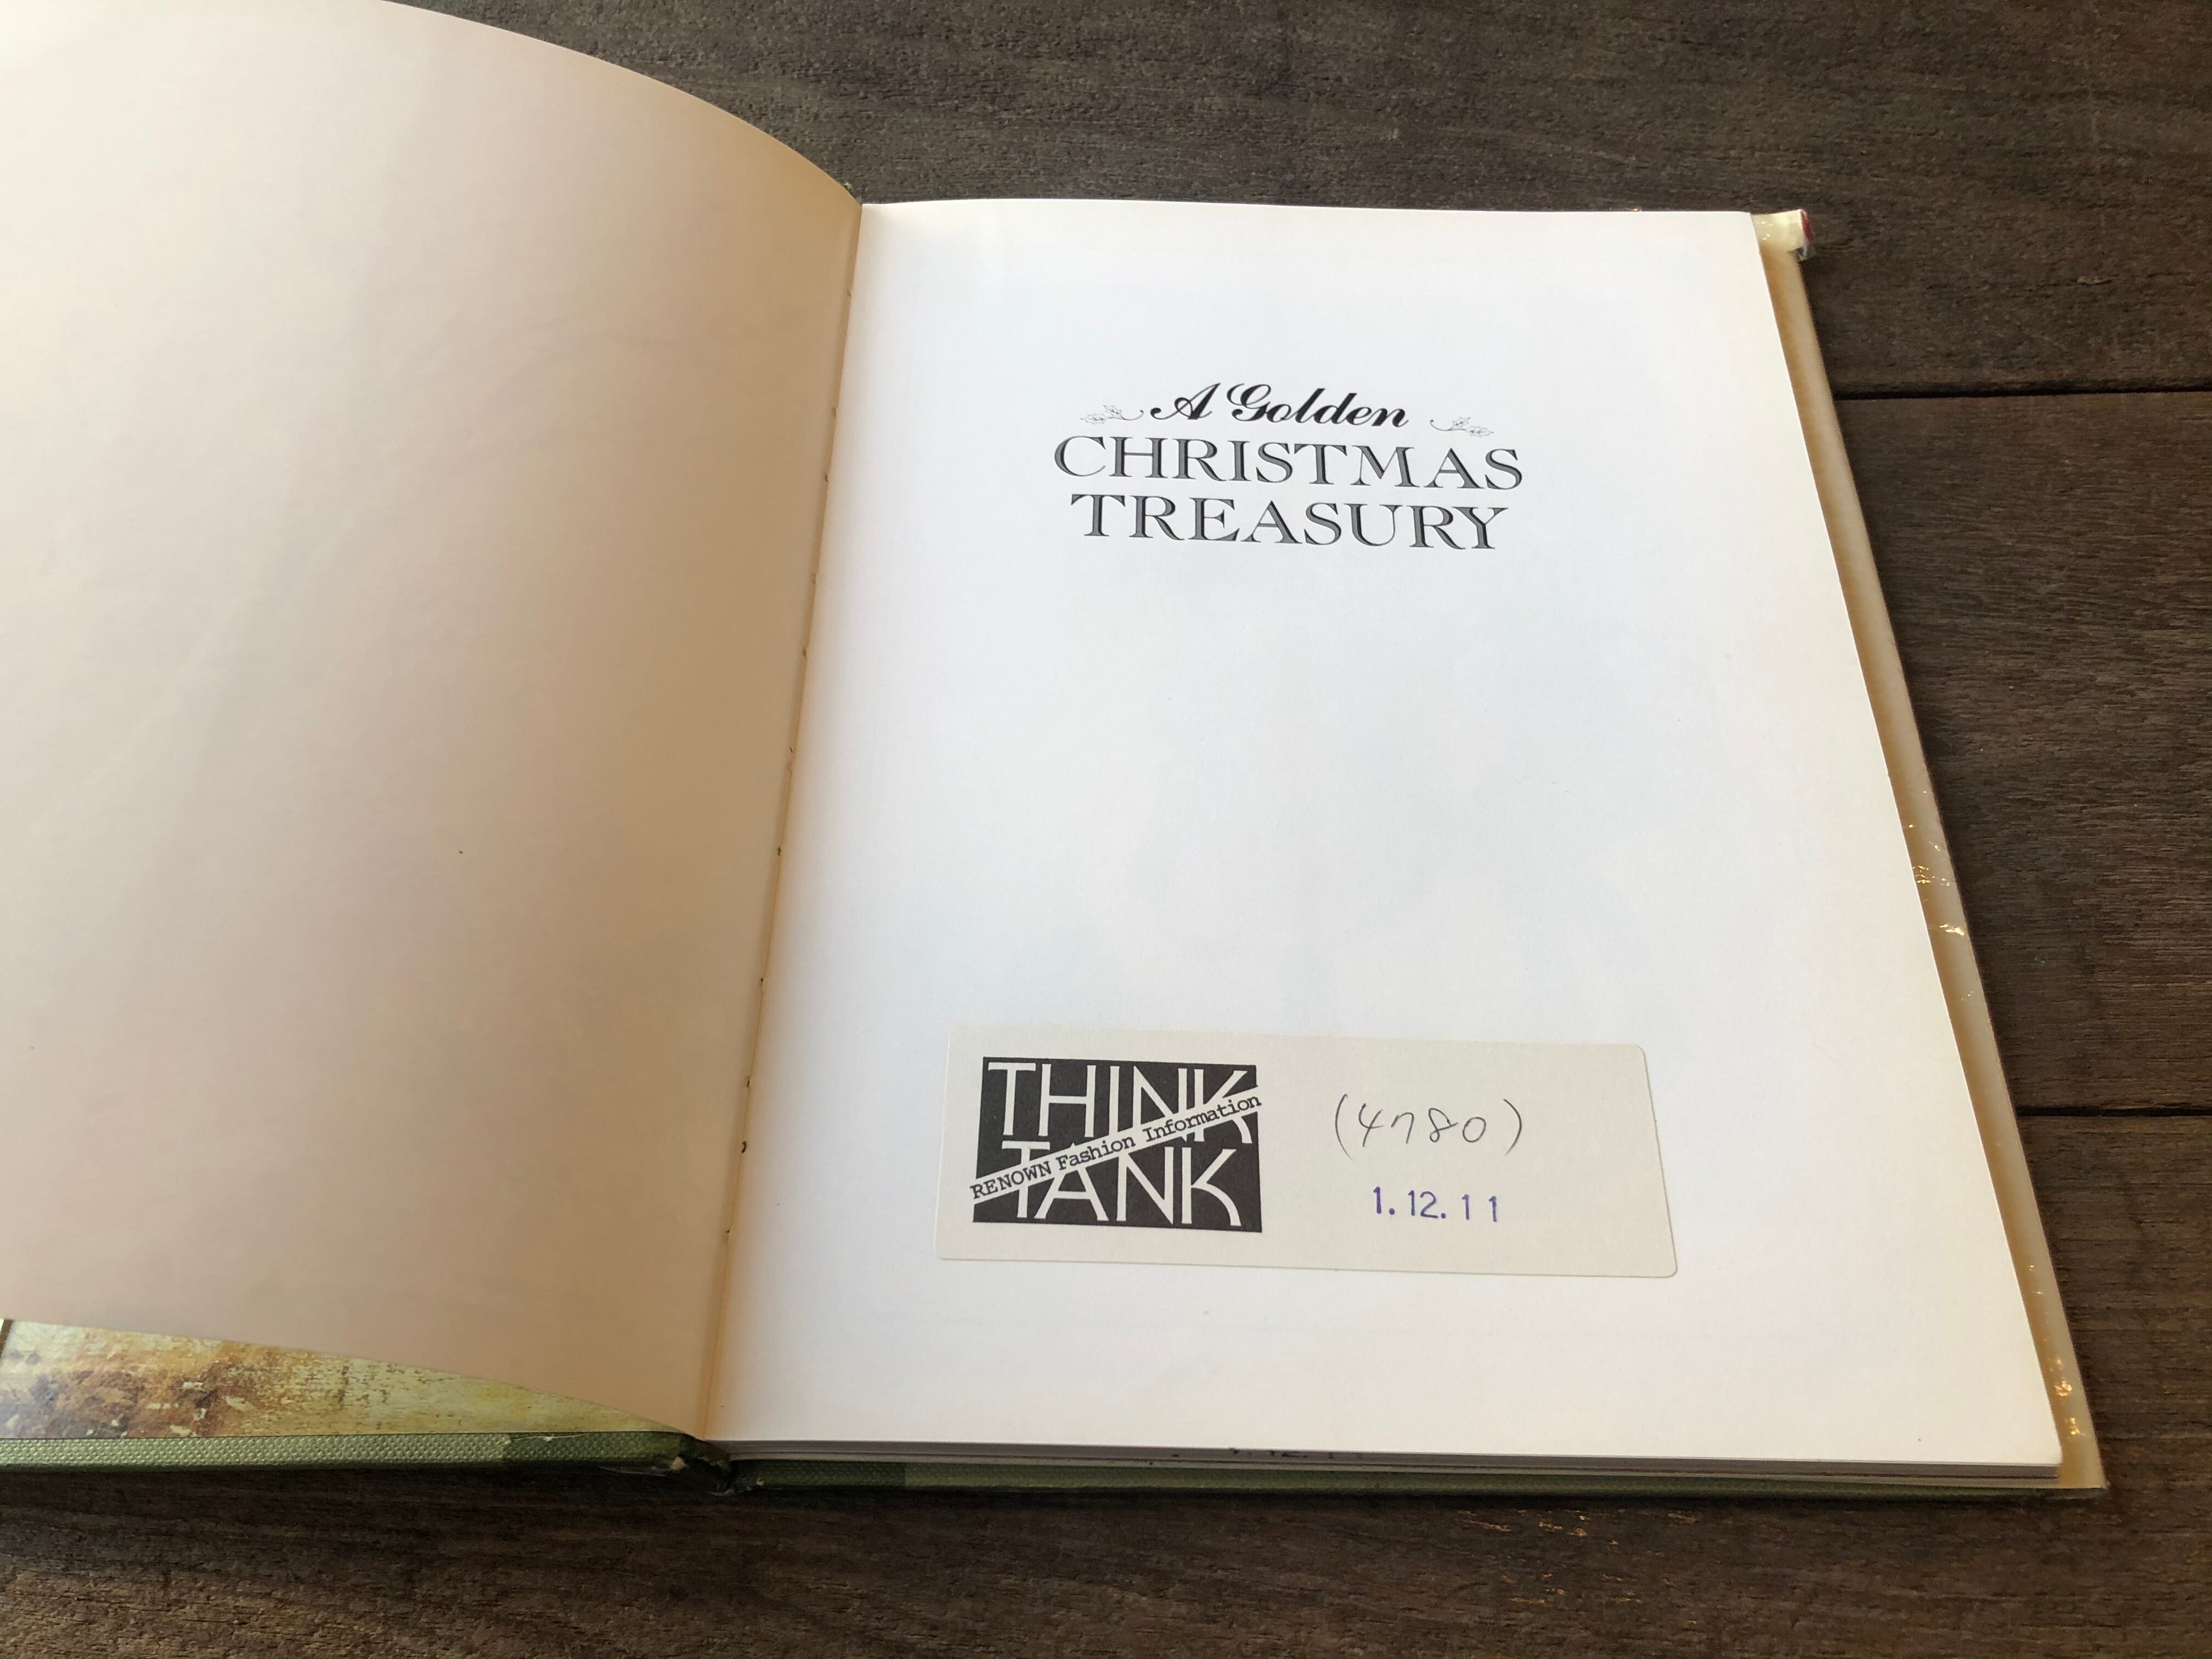 A Golden
CHRISTMAS
TREASURY
THINK
RENOWN Fashion Information
TANK
(4780)
1.12.11